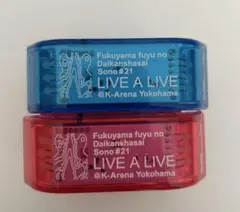 Fukuyama fuyu no
Daikanshasai
Sono #21
LIVE A LIVE
@K-Arena Yokohama
Fukuyama fuyu no
Daikanshasai
Sono #21
LIVE A LIVE
@K-Arena Yokohama